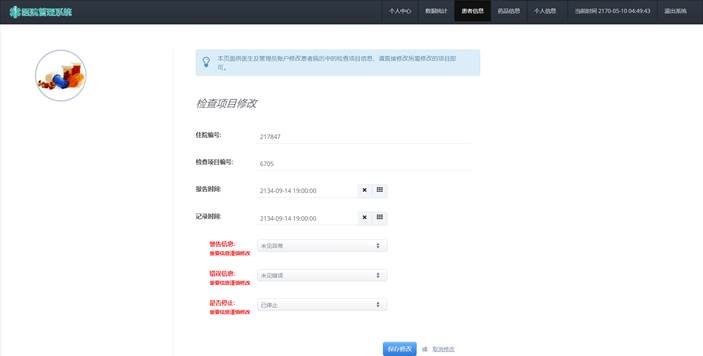 医院管理系统
个人中心 数据统计 患者信息 药品信息 个人信息 当前时间 2170-05-10 04:49:43 退出系统
本页面供医生及管理员账户修改患者病历中的检查项目信息，请直接修改所需修改的项目即
可。
检查项目修改
住院编号: 217847
检查项目编号: 6705
报告时间: 2134-09-14 19:00:00
记录时间: 2134-09-14 19:00:00
警告信息: 未见异常
重要信息谨慎修改
错误信息: 未见错误
重要信息谨慎修改
是否停止: 已停止
重要信息谨慎修改
保存修改 或 取消修改